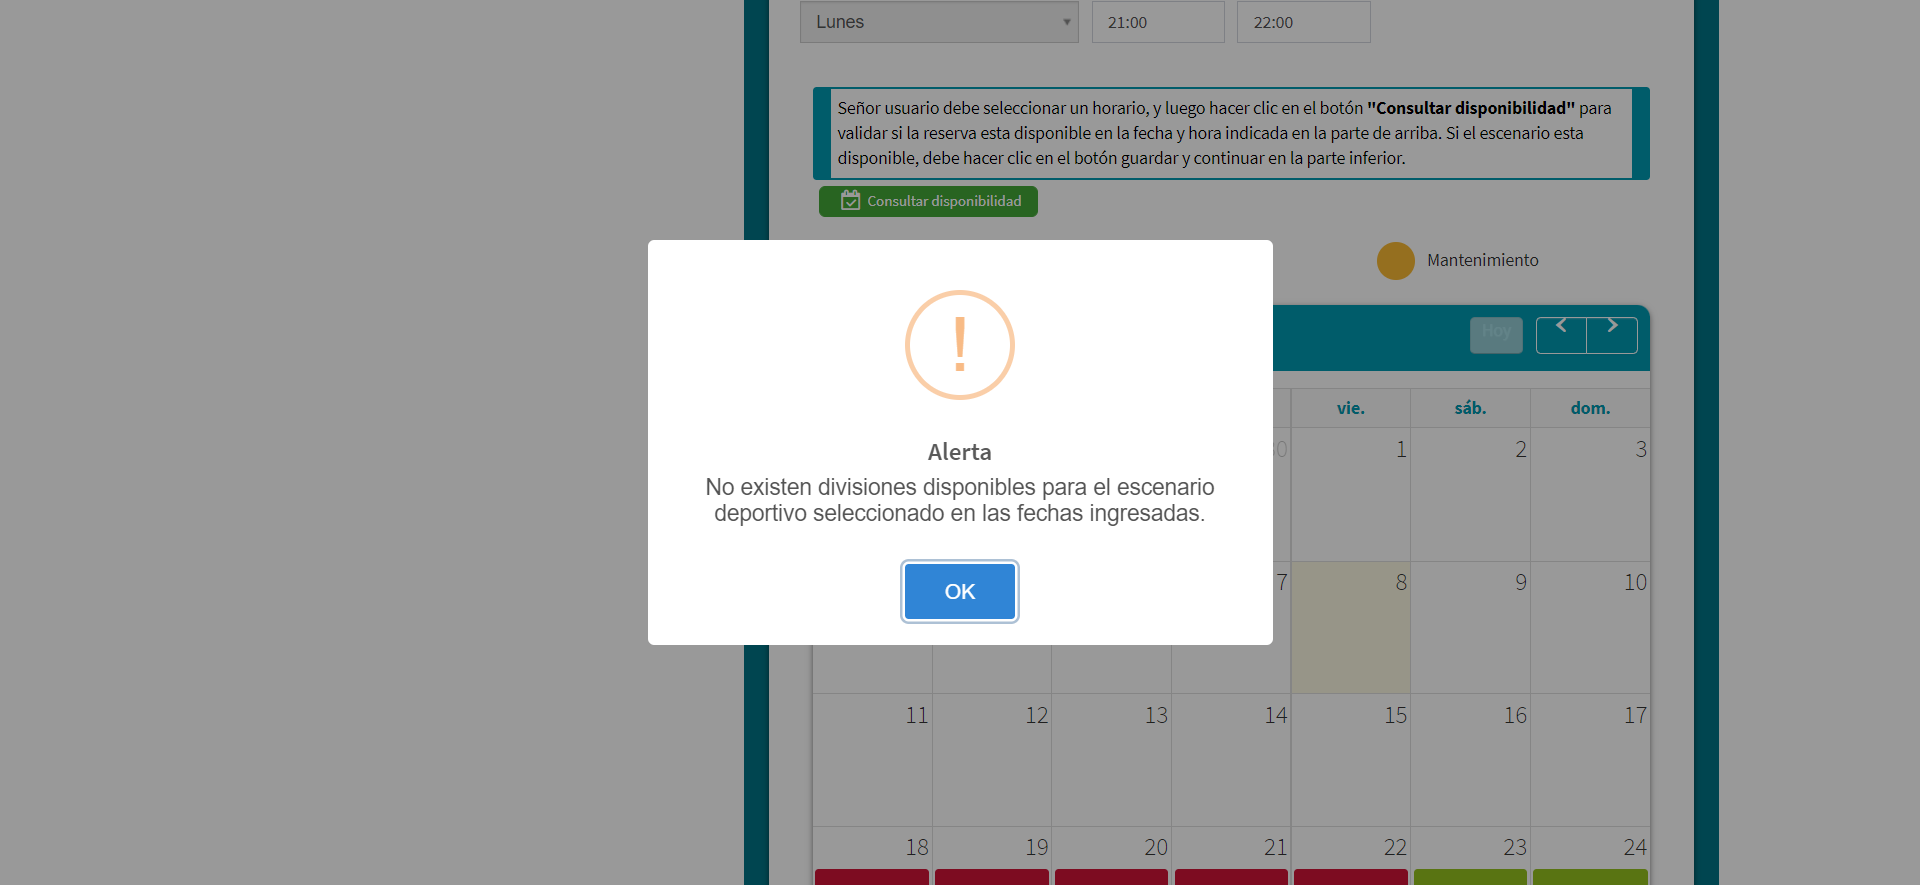 Lunes
21:00
22:00
Señor usuario debe seleccionar un horario, y luego hacer clic en el botón "Consultar disponibilidad" para
validar si la reserva esta disponible en la fecha y hora indicada en la parte de arriba. Si el escenario esta
disponible, debe hacer clic en el botón guardar y continuar en la parte inferior.
Consultar disponibilidad
Mantenimiento
Hoy
Alerta
No existen divisiones disponibles para el escenario
deportivo seleccionado en las fechas ingresadas.
OK
vie. sáb. dom.
1 2 3
7 8 9 10
11 12 13 14 15 16 17
18 19 20 21 22 23 24